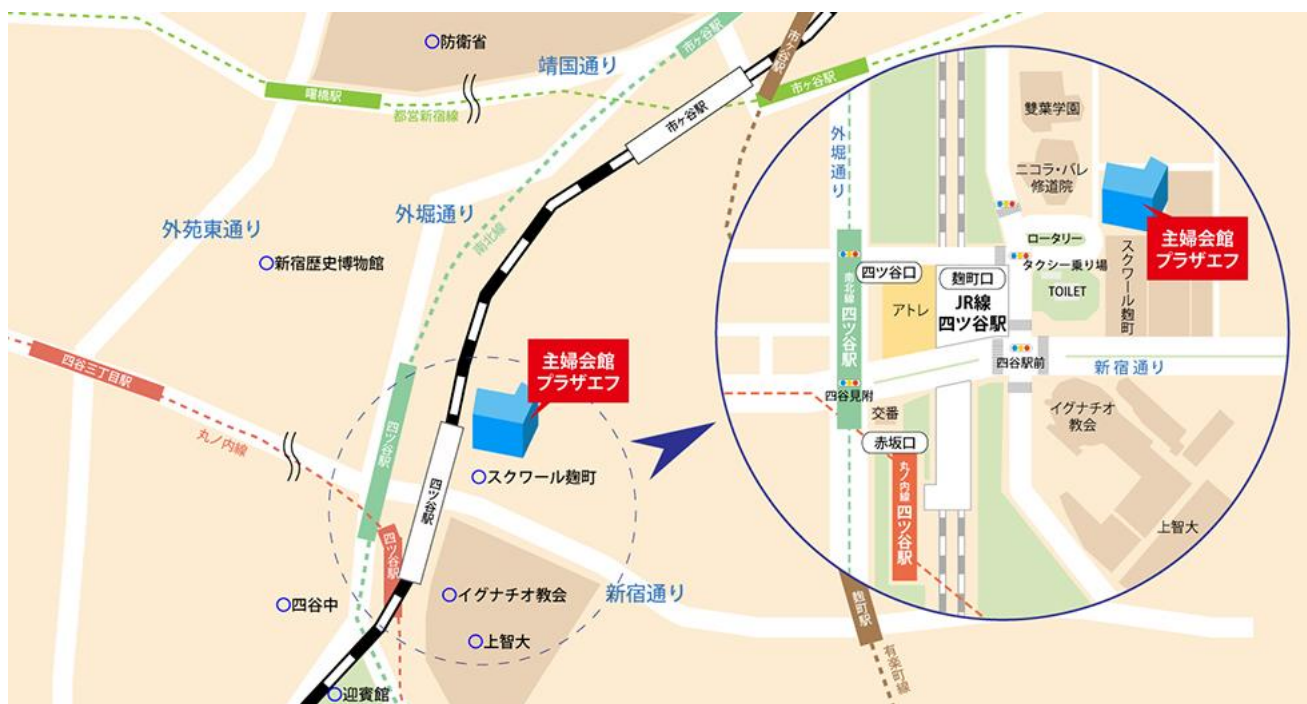 防衛省
靖国通り
市ヶ谷駅
市ヶ谷駅
市ヶ谷駅
市ヶ谷駅
曙橋駅
都営新宿線
外苑東通り
外堀通り
南北線
新宿歴史博物館
四谷三丁目駅
丸ノ内線
四ツ谷駅
四ツ谷駅
四ツ谷駅
主婦会館
プラザエフ
スクワール麹町
新宿通り
イグナチオ教会
上智大
四谷中
迎賓館
麹町駅
有楽町線
外堀通り
雙葉学園
ニコラ・バレ
修道院
主婦会館
プラザエフ
ロータリー
タクシー乗り場
TOILET
スクワール麹町
四ツ谷口
麹町口
アトレ
JR線
四ツ谷駅
南北線 四ツ谷駅
四谷駅前
新宿通り
四谷見附
交番
赤坂口
丸ノ内線 四ツ谷駅
イグナチオ
教会
上智大